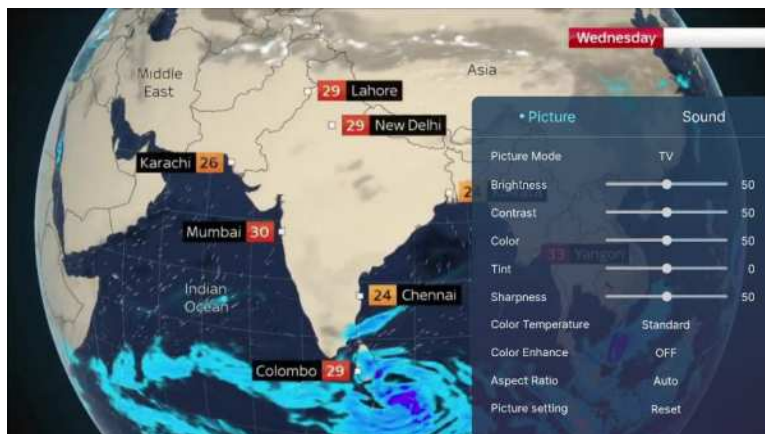 Wednesday
Middle
East
Asia
29 Lahore
29 New Delhi
Karachi 26
Mumbai 30
Indian
Ocean
24 Chennai
Colombo 29
33 Yangon
• Picture Sound
Picture Mode TV
Brightness 50
Contrast 50
Color 50
Tint 0
Sharpness 50
Color Temperature Standard
Color Enhance OFF
Aspect Ratio Auto
Picture setting Reset